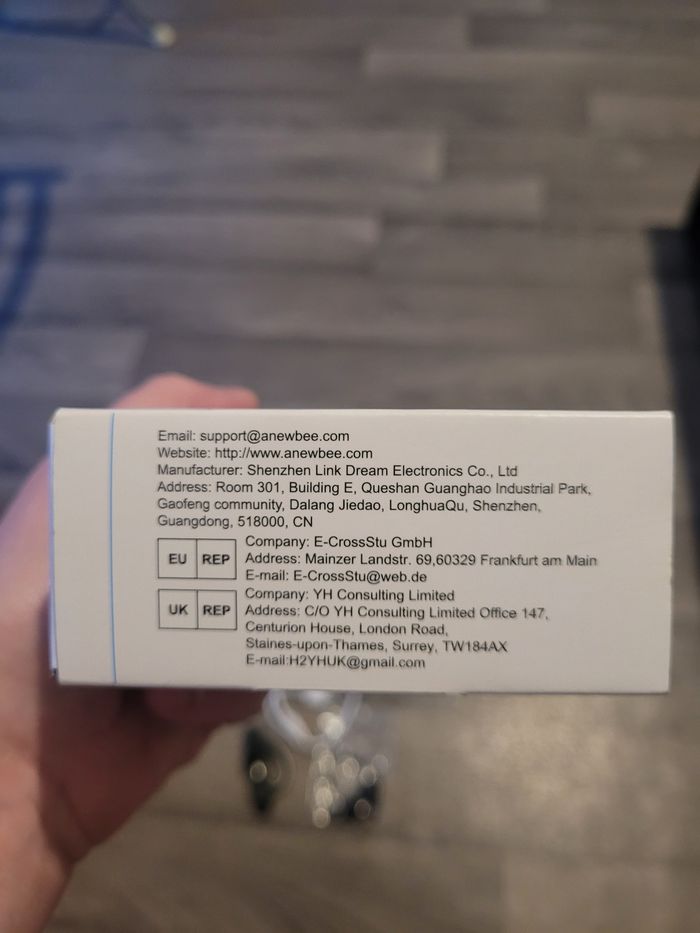 Email: support@anewbee.com
Website: http://www.anewbee.com
Manufacturer: Shenzhen Link Dream Electronics Co., Ltd
Address: Room 301, Building E, Queshan Guanghao Industrial Park,
Gaofeng community, Dalang Jiedao, LonghuaQu, Shenzhen,
Guangdong, 518000, CN
EU REP
Company: E-CrossStu GmbH
Address: Mainzer Landstr. 69,60329 Frankfurt am Main
E-mail: E-CrossStu@web.de
UK REP
Company: YH Consulting Limited
Address: C/O YH Consulting Limited Office 147,
Centurion House, London Road,
Staines-upon-Thames, Surrey, TW184AX
E-mail:H2YHUK@gmail.com